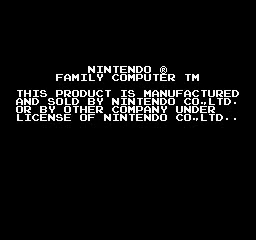 NINTENDO ®
FAMILY COMPUTER TM
THIS PRODUCT IS MANUFACTURED
AND SOLD BY NINTENDO CO.,LTD.
OR BY OTHER COMPANY UNDER
LICENSE OF NINTENDO CO.,LTD..